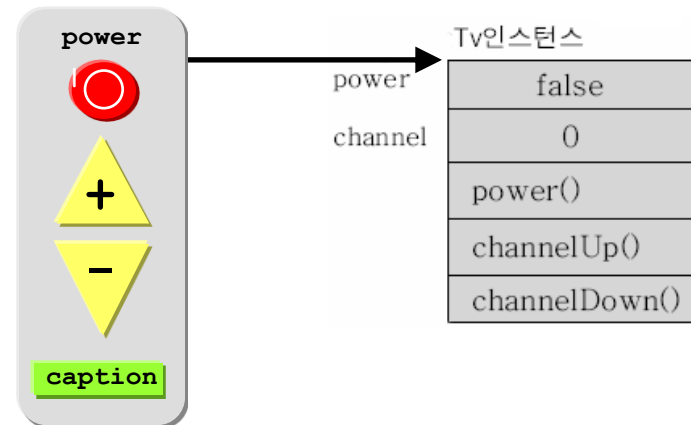 power
+
-
caption
Tv인스턴스
power false
channel 0
power()
channelUp()
channelDown()